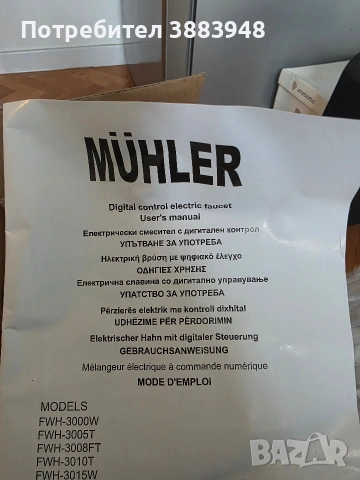 Потребител 3883948
MÜHLER
Digital control electric faucet
User's manual
Електрически смесител с дигитален контрол
УПЪТВАНЕ ЗА УПОТРЕБА
Ηλεκτρική βρύση με ψηφιακό έλεγχο
ΟΔΗΓΙΕΣ ΧΡΗΣΗΣ
Електрична славина со дигитално управување
УПАТСТВО ЗА УПОТРЕБА
Përzierës elektrik me kontroll dixhital
UDHËZIME PËR PËRDORIMIN
Elektrischer Hahn mit digitaler Steuerung
GEBRAUCHSANWEISUNG
Mélangeur électrique à commande numérique
MODE D'EMPLOI
MODELS
FWH-3000W
FWH-3005T
FWH-3008FT
FWH-3010T
FWH-3015W
bazar